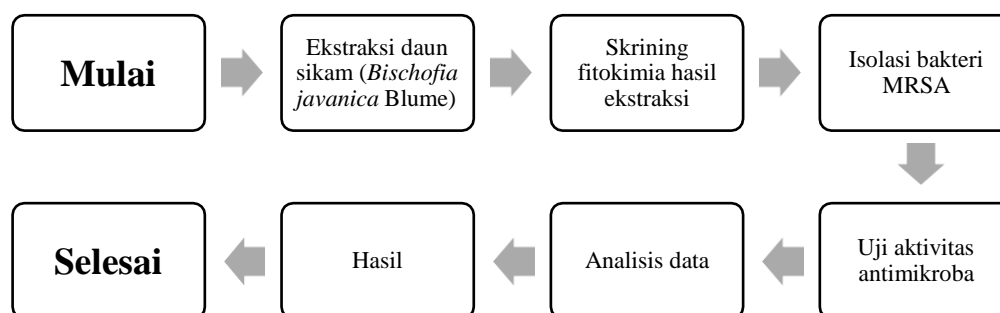 Mulai
Ekstraksi daun
sikam (Bischofia
javanica Blume)
Skrining
fitokimia hasil
ekstraksi
Isolasi bakteri
MRSA
Uji aktivitas
antimikroba
Analisis data
Hasil
Selesai